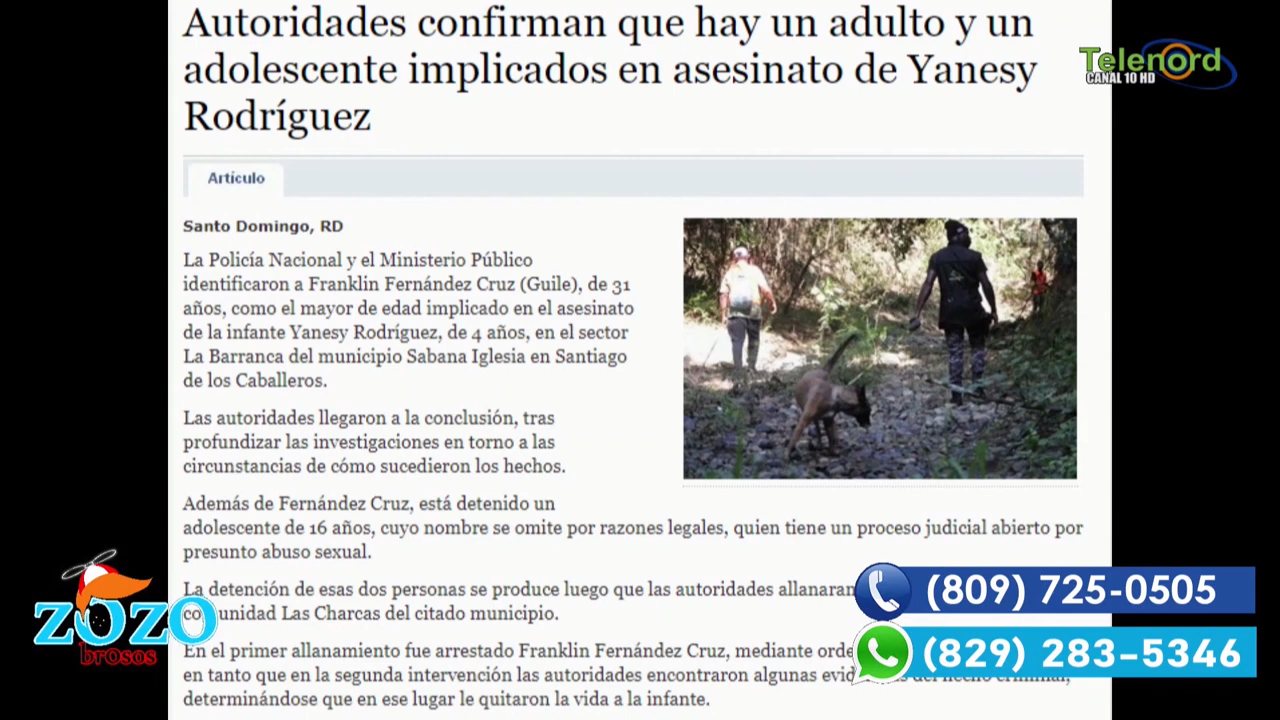 Autoridades confirman que hay un adulto y un
adolescente implicados en asesinato de Yanesy
Rodríguez
Telenord
CANAL 10 HD
Artículo
Santo Domingo, RD
La Policía Nacional y el Ministerio Público
identificaron a Franklin Fernández Cruz (Guile), de 31
años, como el mayor de edad implicado en el asesinato
de la infante Yanesy Rodríguez, de 4 años, en el sector
La Barranca del municipio Sabana Iglesia en Santiago
de los Caballeros.
Las autoridades llegaron a la conclusión, tras
profundizar las investigaciones en torno a las
circunstancias de cómo sucedieron los hechos.
Además de Fernández Cruz, está detenido un
adolescente de 16 años, cuyo nombre se omite por razones legales, quien tiene un proceso judicial abierto por
presunto abuso sexual.
La detención de esas dos personas se produce luego que las autoridades allanaran
comunidad Las Charcas del citado municipio.
En el primer allanamiento fue arrestado Franklin Fernández Cruz, mediante orde
en tanto que en la segunda intervención las autoridades encontraron algunas evid del hecho criminal,
determinándose que en ese lugar le quitaron la vida a la infante.
ZOZO
brOsos
(809) 725-0505
(829) 283-5346